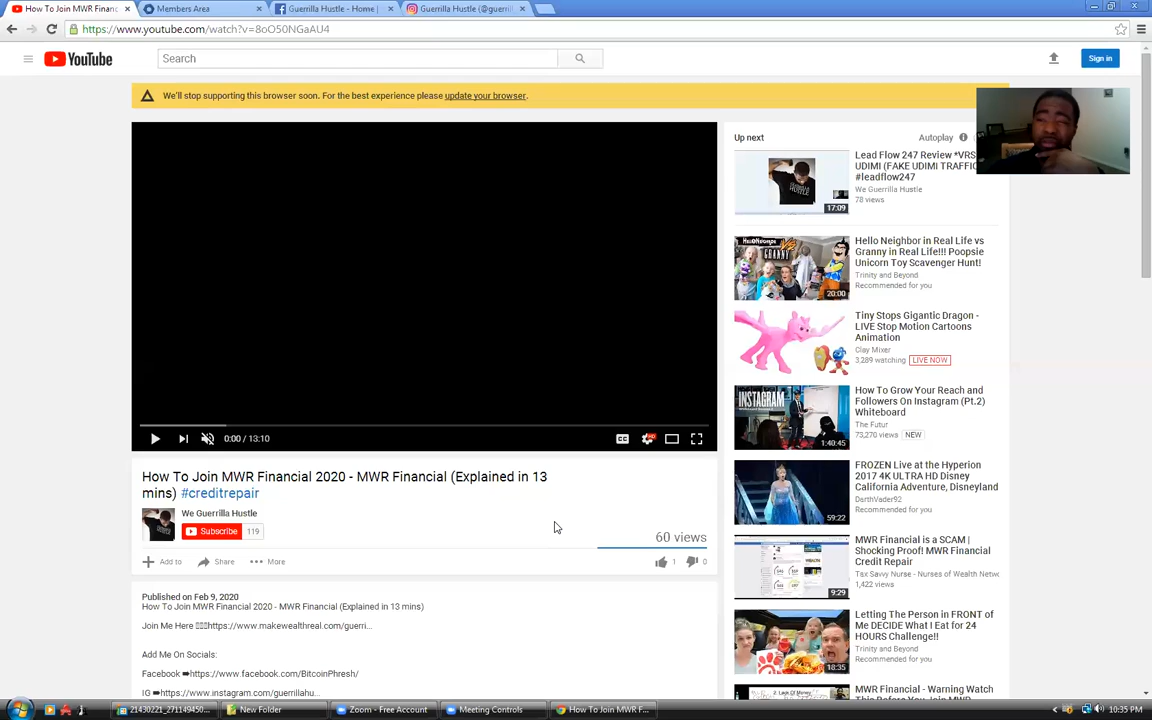 How To Join MWR Financ
Members Area
Guerrilla Hustle - Home |
Guerrilla Hustle (@guerril
https://www.youtube.com/watch?v=8oO50NGaAU4
YouTube
Search
Sign in
We'll stop supporting this browser soon. For the best experience please update your browser.
0:00 / 13:10
CC
HD
How To Join MWR Financial 2020 - MWR Financial (Explained in 13
mins) #creditrepair
We Guerrilla Hustle
Subscribe 119
60 views
Add to Share More
1 0
Published on Feb 9, 2020
How To Join MWR Financial 2020 - MWR Financial (Explained in 13 mins)
Join Me Here https://www.makewealthreal.com/guerri...
Add Me On Socials:
Facebook ➡https://www.facebook.com/BitcoinPhresh/
IG ➡https://www.instagram.com/guerrillahu...
Up next
Autoplay
Lead Flow 247 Review *VRS
UDIMI (FAKE UDIMI TRAFFIC
#leadflow247
We Guerrilla Hustle
78 views
17:09
Hello Neighbor in Real Life vs
Granny in Real Life!!! Poopsie
Unicorn Toy Scavenger Hunt!
Trinity and Beyond
Recommended for you
20:00
Tiny Stops Gigantic Dragon -
LIVE Stop Motion Cartoons
Animation
Clay Mixer
3,289 watching LIVE NOW
How To Grow Your Reach and
Followers On Instagram (Pt.2)
Whiteboard
The Futur
73,270 views NEW
INSTAGRAM
1:40:45
FROZEN Live at the Hyperion
2017 4K ULTRA HD Disney
California Adventure, Disneyland
DarthVader92
Recommended for you
59:22
MWR Financial is a SCAM |
Shocking Proof! MWR Financial
Credit Repair
Tax Savvy Nurse - Nurses of Wealth Netwo
1,422 views
9:29
Letting The Person in FRONT of
Me DECIDE What I Eat for 24
HOURS Challenge!!
Trinity and Beyond
Recommended for you
18:35
MWR Financial - Warning Watch
2. Lack Of Money
21430221_271149450...
New Folder
Zoom - Free Account
Meeting Controls
How To Join MWR F...
10:35 PM